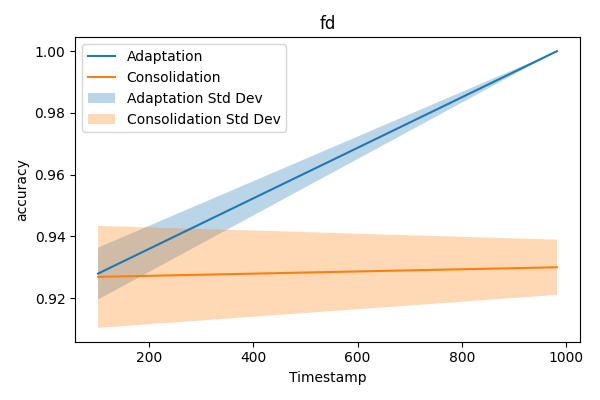 fd
Adaptation
Consolidation
Adaptation Std Dev
Consolidation Std Dev
accuracy
1.00
0.98
0.96
0.94
0.92
200 400 600 800 1000
Timestamp